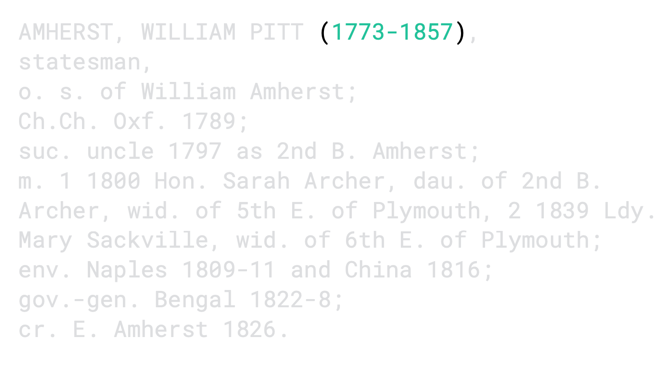 AMHERST, WILLIAM PITT (1773-1857),
statesman,
o. s. of William Amherst;
Ch.Ch. Oxf. 1789;
suc. uncle 1797 as 2nd B. Amherst;
m. 1 1800 Hon. Sarah Archer, dau. of 2nd B.
Archer, wid. of 5th E. of Plymouth, 2 1839 Ldy.
Mary Sackville, wid. of 6th E. of Plymouth;
env. Naples 1809-11 and China 1816;
gov.-gen. Bengal 1822-8;
cr. E. Amherst 1826.